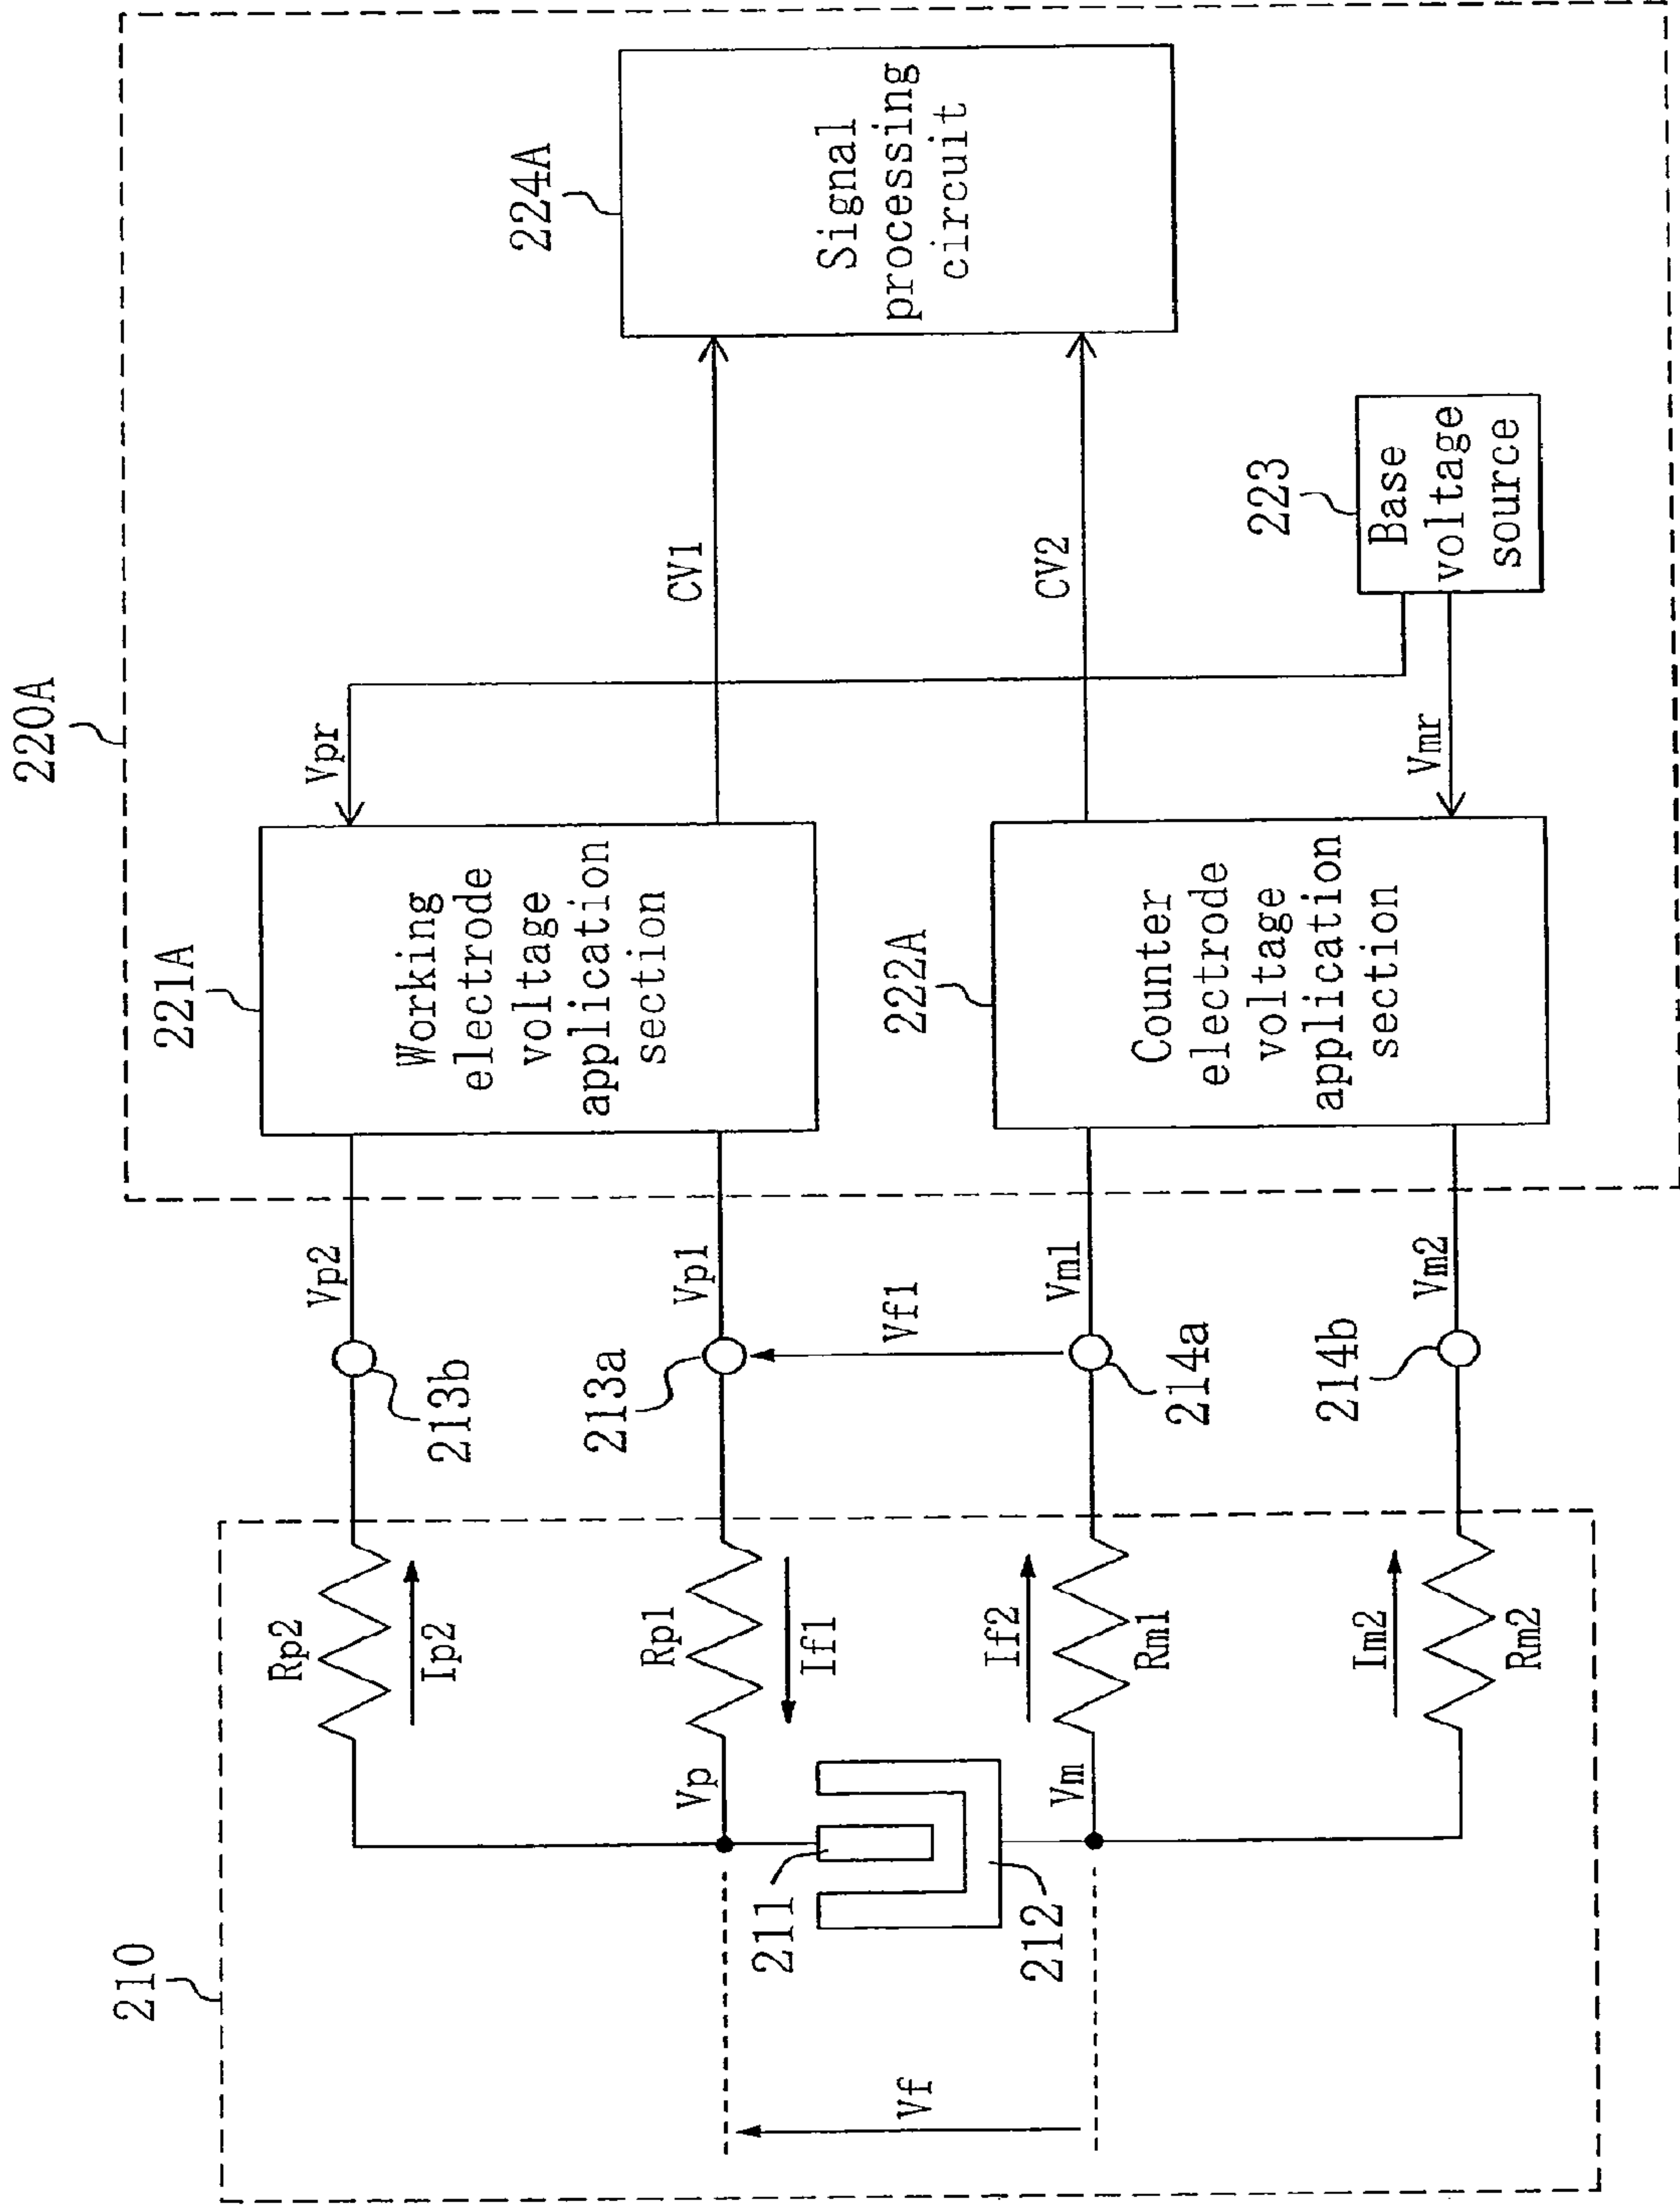 220A
221A
Working
electrode
voltage
application
section
Vpr
224A
Signal
processing
circuit
CV1
CV2
222A
Counter
electrode
voltage
application
section
Vmr
223
Base
voltage
source
Vp2
213b
Vp1
213a
Vf1
Vm1
214a
Vm2
214b
210
Rp2
Ip2
Rp1
If1
Vp
211
212
Vf
If2
Rm1
Vm
Im2
Rm2